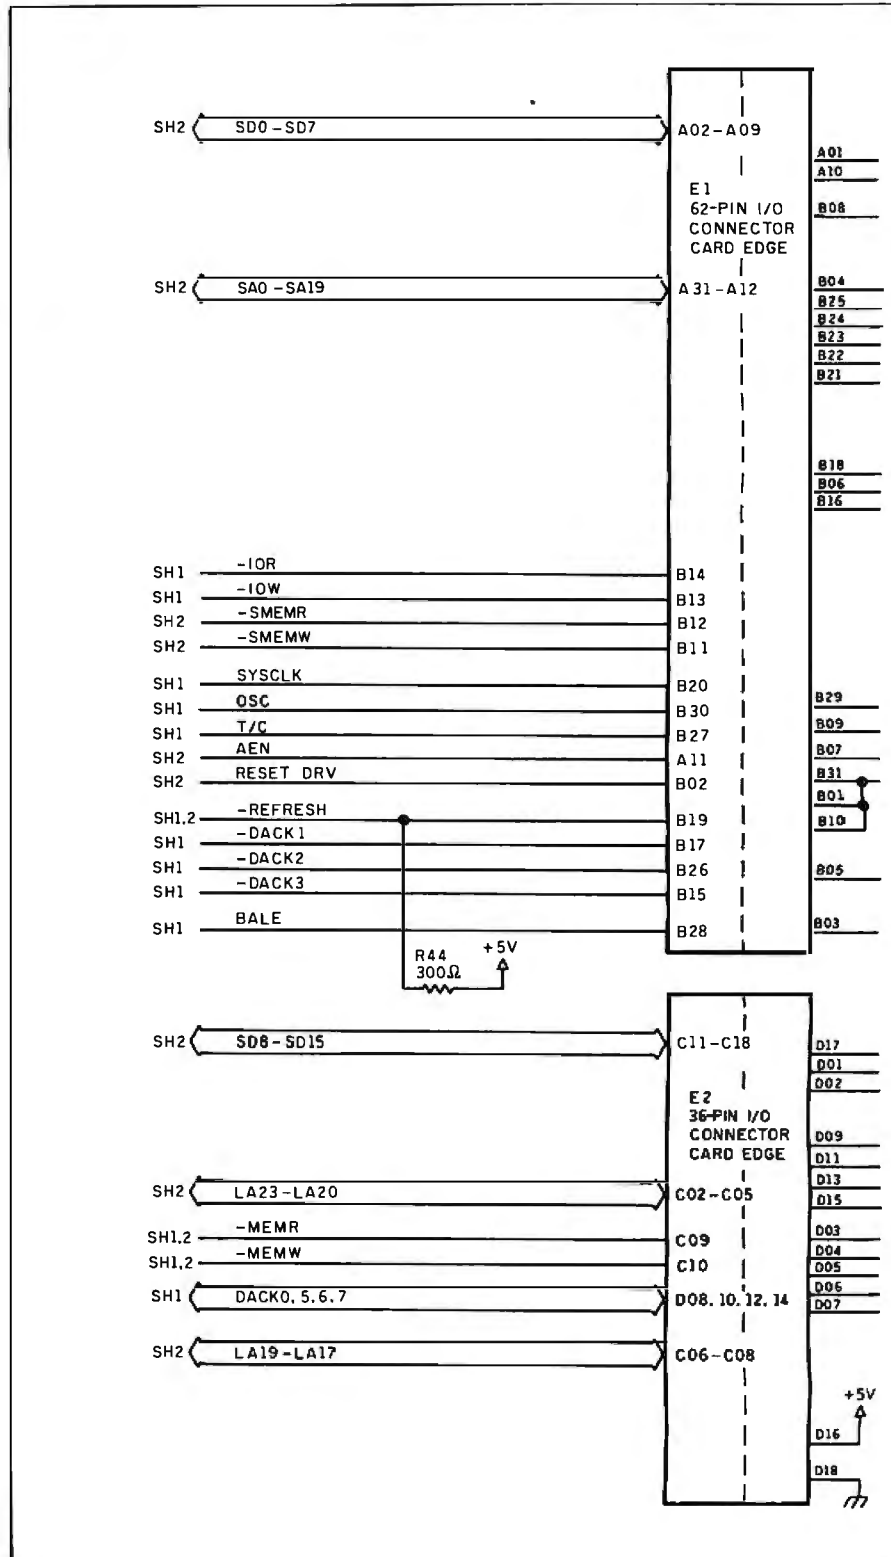 SH2 SD0-SD7 A02-A09
A01
A10
E1
62-PIN I/O
CONNECTOR
CARD EDGE
B08
SH2 SA0-SA19 A31-A12
B04
B25
B24
B23
B22
B21
B18
B06
B16
SH1 -IOR B14
SH1 -IOW B13
SH2 -SMEMR B12
SH2 -SMEMW B11
SH1 SYSCLK B20
B29
SH1 OSC B30
B09
SH1 T/C B27
B07
SH2 AEN A11
B31
SH2 RESET DRV B02
B01
SH1,2 -REFRESH B19
B10
SH1 -DACK1 B17
SH1 -DACK2 B26
B05
SH1 -DACK3 B15
SH1 BALE B28
B03
R44
300Ω
+5V
SH2 SD8-SD15 C11-C18
D17
D01
D02
E2
36-PIN I/O
CONNECTOR
CARD EDGE
D09
D11
D13
SH2 LA23-LA20 C02-C05
D15
D03
SH1,2 -MEMR C09
D04
SH1,2 -MEMW C10
D05
D06
SH1 DACK0,5,6,7 D08,10,12,14
D07
SH2 LA19-LA17 C06-C08
+5V
D16
D18